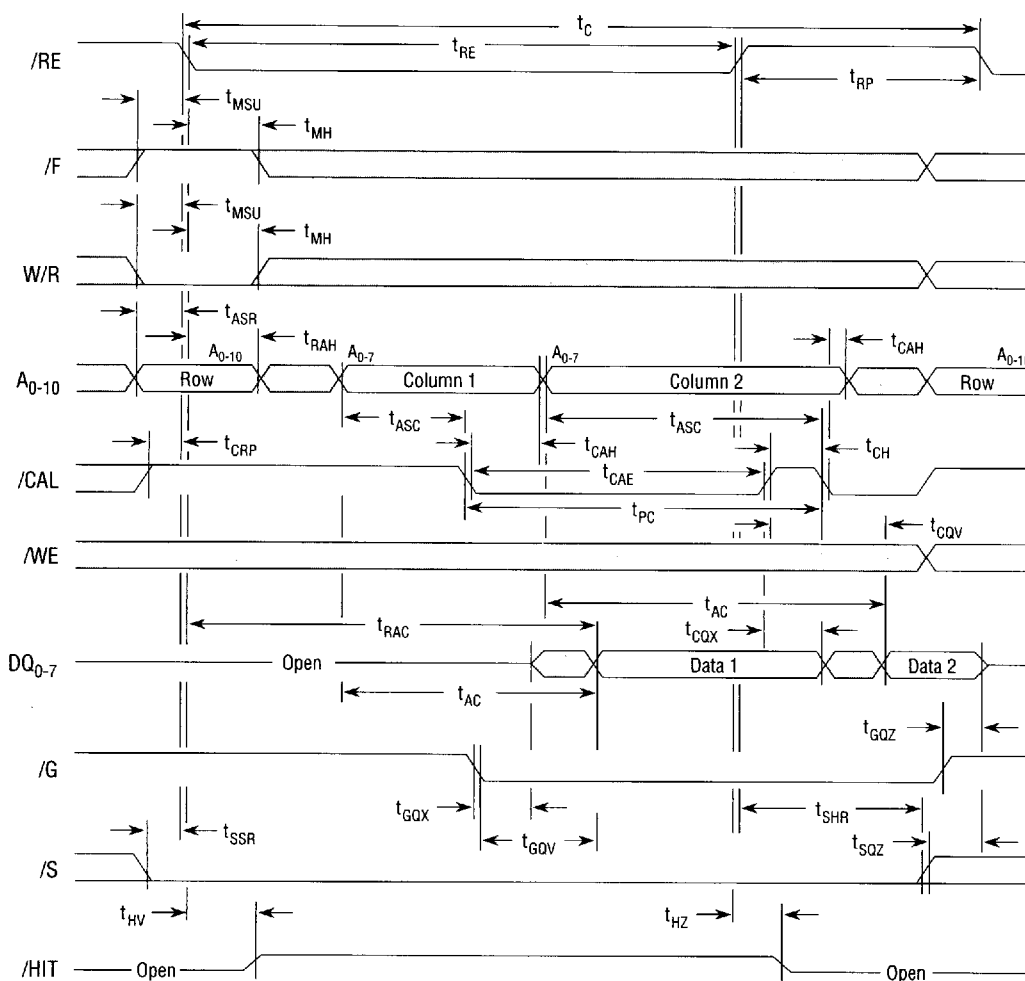 t_C
t_RE
/RE
t_RP
t_MSU
t_MH
/F
t_MSU
t_MH
W/R
t_ASR
t_RAH
t_CAH
A_0-10 A_0-7 A_0-7 A_0-10
A_0-10 Row Column 1 Column 2 Row
t_ASC t_ASC
t_CRP t_CAH t_CH
/CAL t_CAE
t_PC
t_CQV
/WE
t_AC
t_RAC t_CQX
DQ_0-7 Open Data 1 Data 2
t_AC
t_GQZ
/G
t_GQX t_SHR
t_SSR t_GQV t_SQZ
/S
t_HV t_HZ
/HIT Open Open